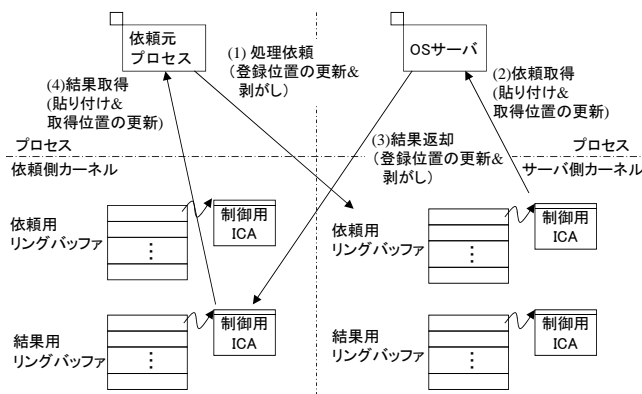 依頼元
プロセス
(1) 処理依頼
(登録位置の更新&
剥がし)
OSサーバ
(4)結果取得
(貼り付け&
取得位置の更新)
(2)依頼取得
(貼り付け&
取得位置の更新)
(3)結果返却
(登録位置の更新&
剥がし)
プロセス
プロセス
依頼側カーネル
サーバ側カーネル
依頼用
リングバッファ
⋮
制御用
ICA
依頼用
リングバッファ
⋮
制御用
ICA
結果用
リングバッファ
⋮
制御用
ICA
結果用
リングバッファ
⋮
制御用
ICA